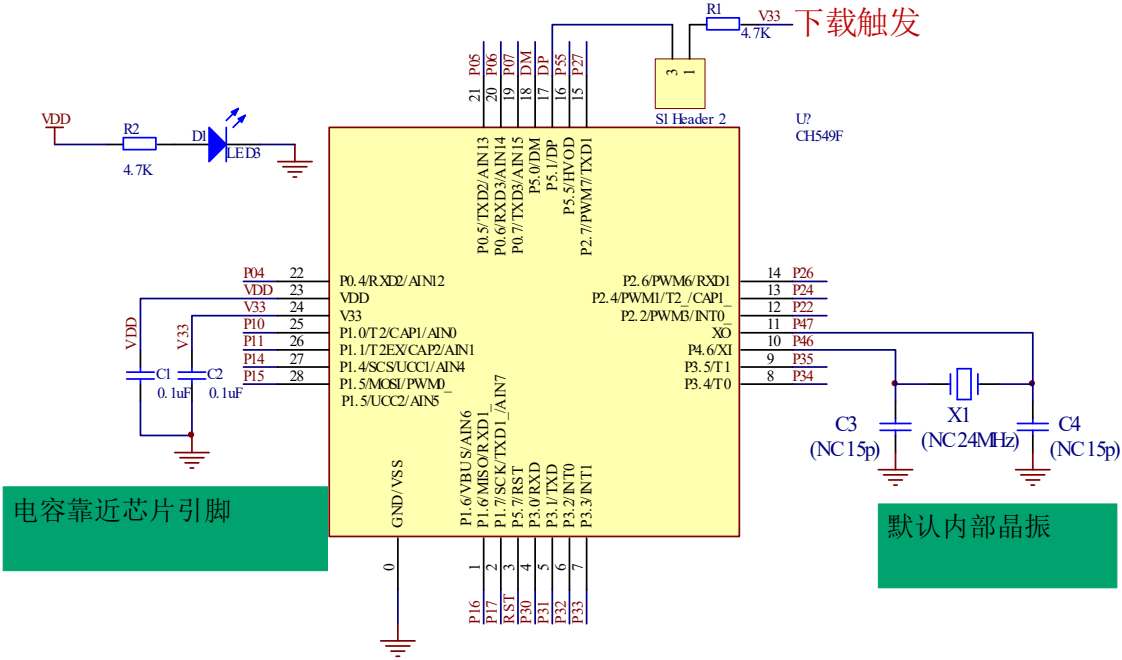 R1
V33
下载触发
4.7K
P05
P06
P07
DM
DP
P55
P27
21
20
19
18
17
16
15
3
1
S1 Header 2
U?
CH549F
VDD
R2
D1
LED3
4.7K
P0.5/TXD2/AIN13
P0.6/RXD3/AIN14
P0.7/TXD3/AIN15
P5.0/DM
P5.1/DP
P5.5/HVOD
P2.7/PWM7/TXD1
P04 22 P0.4/RXD2/AIN12
VDD 23 VDD
V33 24 V33
P10 25 P1.0/T2/CAP1/AIN0
P11 26 P1.1/T2EX/CAP2/AIN1
P14 27 P1.4/SCS/UCC1/AIN4
P15 28 P1.5/MOSI/PWM0_
P1.5/UCC2/AIN5
P2.6/PWM6/RXD1 14 P26
P2.4/PWM1/T2_/CAP1_ 13 P24
P2.2/PWM3/INT0_ 12 P22
XO 11 P47
P4.6/XI 10 P46
P3.5/T1 9 P35
P3.4/T0 8 P34
VDD
V33
C1
0.1uF
C2
0.1uF
C3
(NC15p)
X1
(NC24MHz)
C4
(NC15p)
GND/VSS
P1.6/VBUS/AIN6
P1.6/MISO/RXD1_
P1.7/SCK/TXD1_/AIN7
P5.7/RST
P3.0/RXD
P3.1/TXD
P3.2/INT0
P3.3/INT1
电容靠近芯片引脚
默认内部晶振
0
1
2
3
4
5
6
7
P16
P17
RST
P30
P31
P32
P33